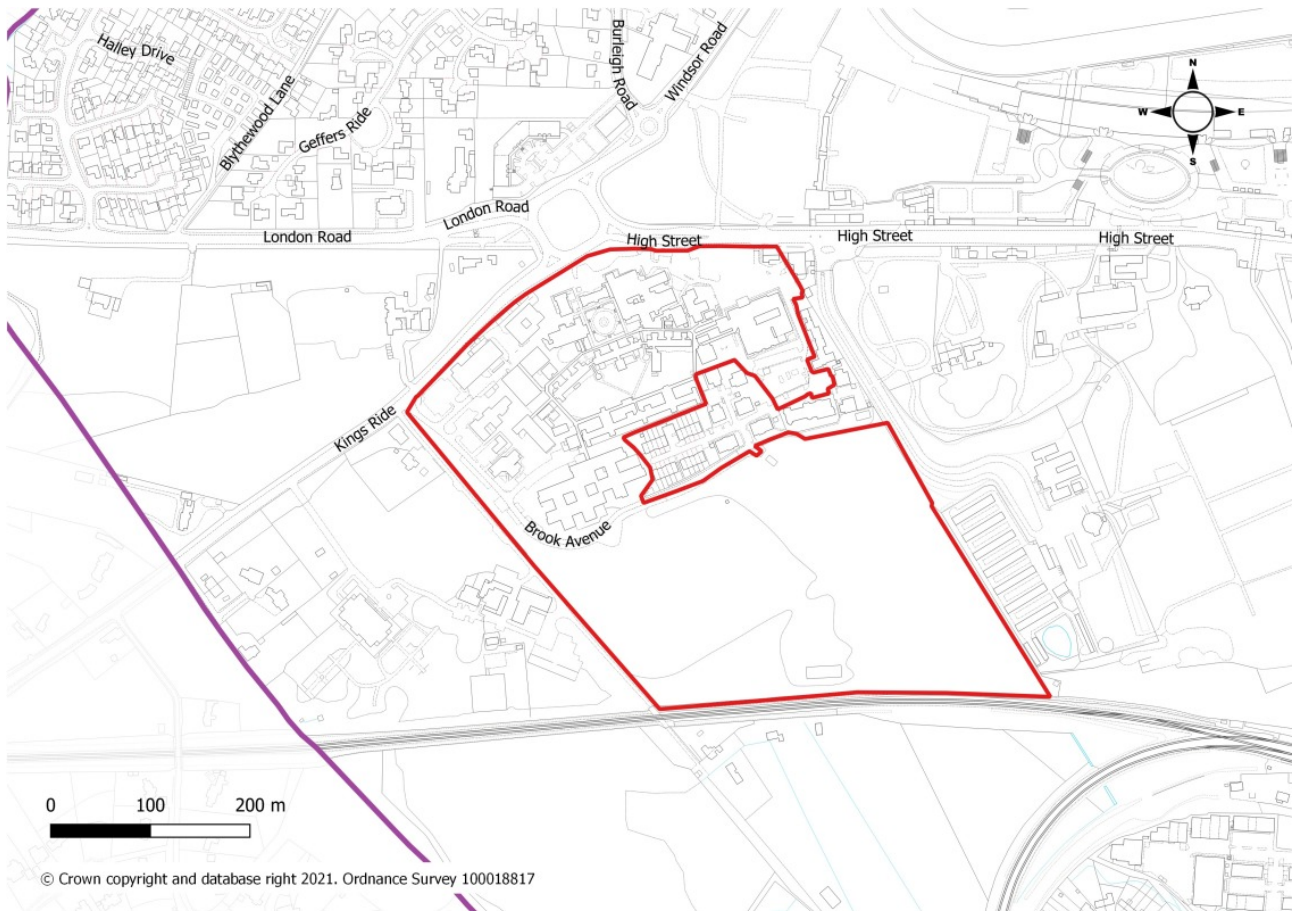 Halley Drive
Blythewood Lane
Geffers Ride
Burleigh Road
Windsor Road
N
W
E
S
London Road
London Road
High Street
High Street
High Street
Kings Ride
Brook Avenue
0 100 200 m
© Crown copyright and database right 2021. Ordnance Survey 100018817